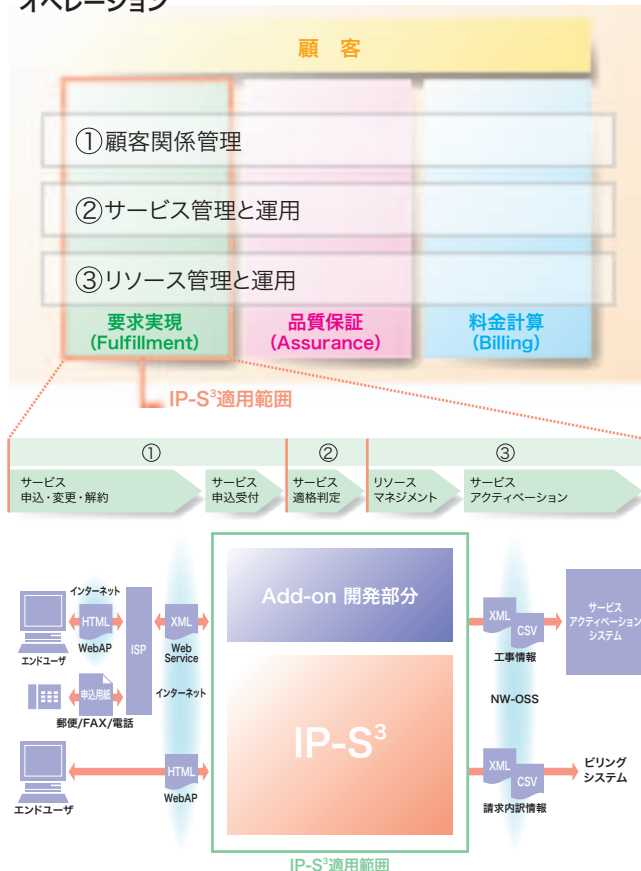 オペレーション
顧 客
①顧客関係管理
②サービス管理と運用
③リソース管理と運用
要求実現
(Fulfillment)
品質保証
(Assurance)
料金計算
(Billing)
IP-S³適用範囲
①
②
③
サービス
申込・変更・解約
サービス
申込受付
サービス
適格判定
リソース
マネジメント
サービス
アクティベーション
インターネット
HTML
WebAP
エンドユーザ
ISP
XML
Web
Service
申込用紙
郵便/FAX/電話
インターネット
エンドユーザ
HTML
WebAP
Add-on 開発部分
IP-S³
XML
CSV
工事情報
NW-OSS
XML
CSV
請求内訳情報
サービス
アクティベーション
システム
ビリング
システム
IP-S³適用範囲